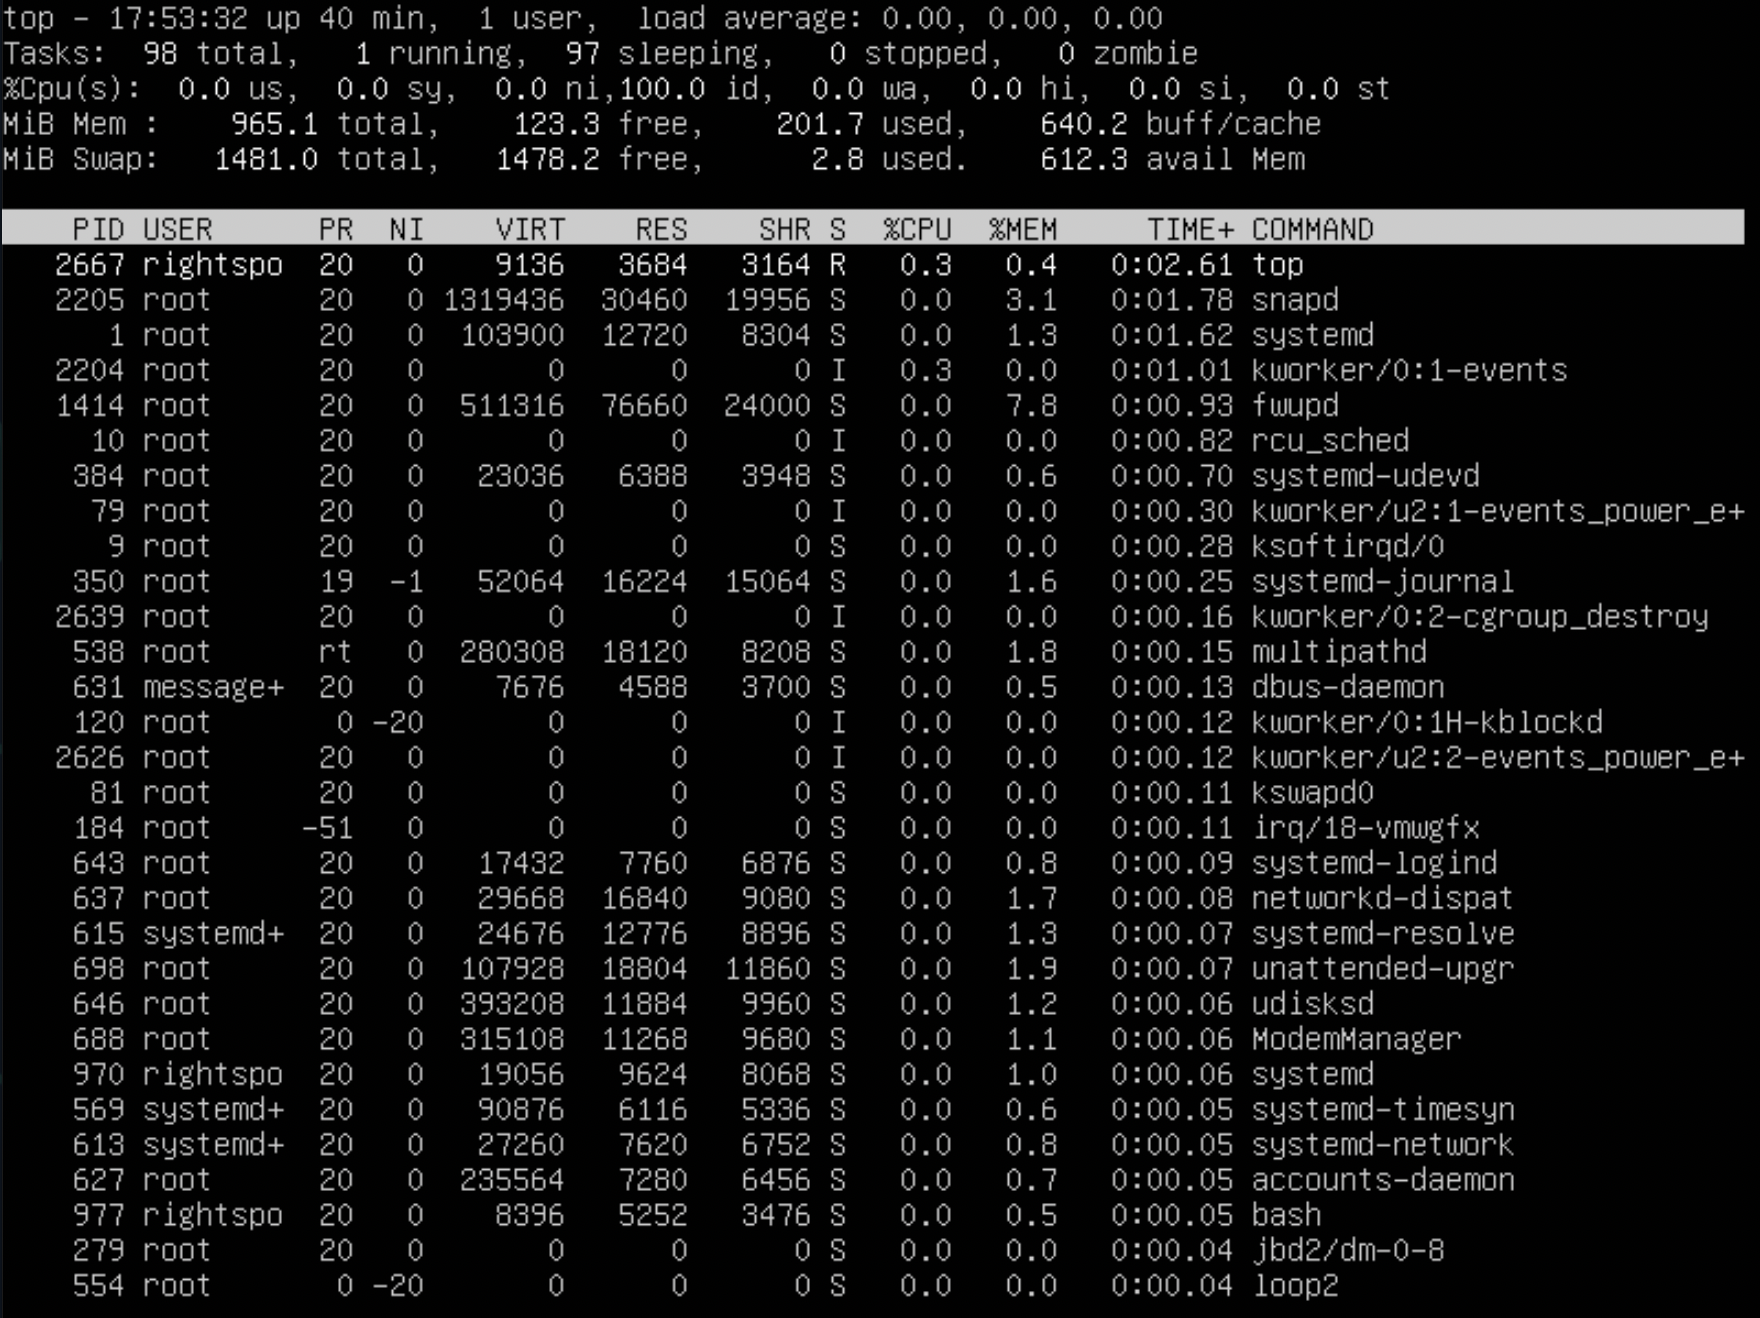 top - 17:53:32 up 40 min,  1 user,  load average: 0.00, 0.00, 0.00
Tasks:  98 total,   1 running,  97 sleeping,   0 stopped,   0 zombie
%Cpu(s):  0.0 us,  0.0 sy,  0.0 ni,100.0 id,  0.0 wa,  0.0 hi,  0.0 si,  0.0 st
MiB Mem :    965.1 total,    123.3 free,    201.7 used,    640.2 buff/cache
MiB Swap:   1481.0 total,   1478.2 free,      2.8 used.    612.3 avail Mem
PID USER      PR  NI    VIRT    RES    SHR S  %CPU  %MEM     TIME+ COMMAND
2667 rightspo  20   0    9136   3684   3164 R   0.3   0.4   0:02.61 top
2205 root      20   0 1319436  30460  19956 S   0.0   3.1   0:01.78 snapd
1 root      20   0  103900  12720   8304 S   0.0   1.3   0:01.62 systemd
2204 root      20   0       0      0      0 I   0.3   0.0   0:01.01 kworker/0:1-events
1414 root      20   0  511316  76660  24000 S   0.0   7.8   0:00.93 fwupd
10 root      20   0       0      0      0 I   0.0   0.0   0:00.82 rcu_sched
384 root      20   0   23036   6388   3948 S   0.0   0.6   0:00.70 systemd-udevd
79 root      20   0       0      0      0 I   0.0   0.0   0:00.30 kworker/u2:1-events_power_e+
9 root      20   0       0      0      0 S   0.0   0.0   0:00.28 ksoftirqd/0
350 root      19  -1   52064  16224  15064 S   0.0   1.6   0:00.25 systemd-journal
2639 root      20   0       0      0      0 I   0.0   0.0   0:00.16 kworker/0:2-cgroup_destroy
538 root      rt   0  280308  18120   8208 S   0.0   1.8   0:00.15 multipathd
631 message+  20   0    7676   4588   3700 S   0.0   0.5   0:00.13 dbus-daemon
120 root       0 -20       0      0      0 I   0.0   0.0   0:00.12 kworker/0:1H-kblockd
2626 root      20   0       0      0      0 I   0.0   0.0   0:00.12 kworker/u2:2-events_power_e+
81 root      20   0       0      0      0 S   0.0   0.0   0:00.11 kswapd0
184 root     -51   0       0      0      0 S   0.0   0.0   0:00.11 irq/18-vmwgfx
643 root      20   0   17432   7760   6876 S   0.0   0.8   0:00.09 systemd-logind
637 root      20   0   29668  16840   9080 S   0.0   1.7   0:00.08 networkd-dispat
615 systemd+  20   0   24676  12776   8896 S   0.0   1.3   0:00.07 systemd-resolve
698 root      20   0  107928  18804  11860 S   0.0   1.9   0:00.07 unattended-upgr
646 root      20   0  393208  11884   9960 S   0.0   1.2   0:00.06 udisksd
688 root      20   0  315108  11268   9680 S   0.0   1.1   0:00.06 ModemManager
970 rightspo  20   0   19056   9624   8068 S   0.0   1.0   0:00.06 systemd
569 systemd+  20   0   90876   6116   5336 S   0.0   0.6   0:00.05 systemd-timesyn
613 systemd+  20   0   27260   7620   6752 S   0.0   0.8   0:00.05 systemd-network
627 root      20   0  235564   7280   6456 S   0.0   0.7   0:00.05 accounts-daemon
977 rightspo  20   0    8396   5252   3476 S   0.0   0.5   0:00.05 bash
279 root      20   0       0      0      0 S   0.0   0.0   0:00.04 jbd2/dm-0-8
554 root       0 -20       0      0      0 S   0.0   0.0   0:00.04 loop2